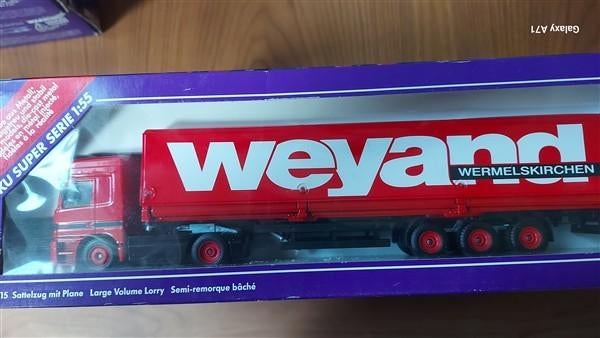 Galaxy A71
KU SUPER SERIE 1:55
weyand
WERMELSKIRCHEN
15 Sattelzug mit Plane Large Volume Lorry Semi-remorque bâché